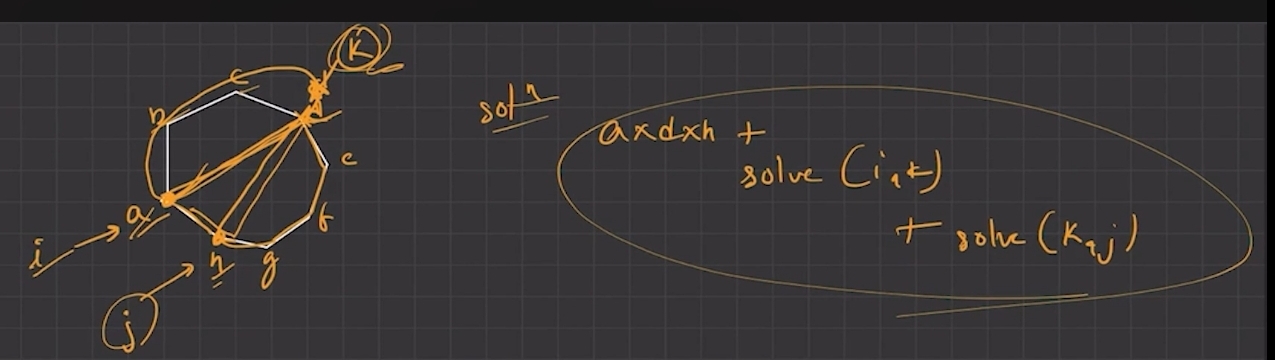 K
c
b
d
e
a
f
i
h
g
j
soln
axdxh +
solve (i,k)
+ solve (k,j)